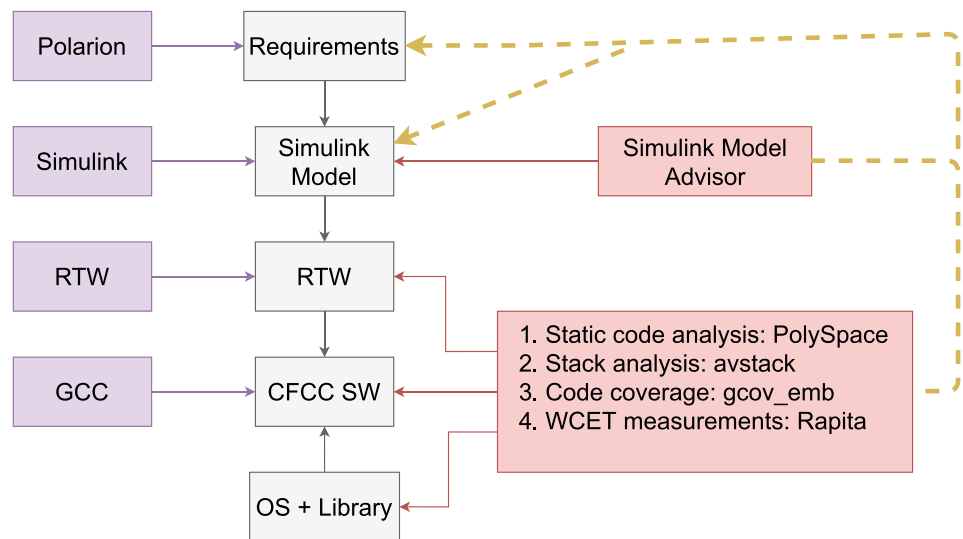 Polarion
Requirements
Simulink
Simulink
Model
Simulink Model
Advisor
RTW
RTW
1. Static code analysis: PolySpace
2. Stack analysis: avstack
3. Code coverage: gcov_emb
4. WCET measurements: Rapita
GCC
CFCC SW
OS + Library